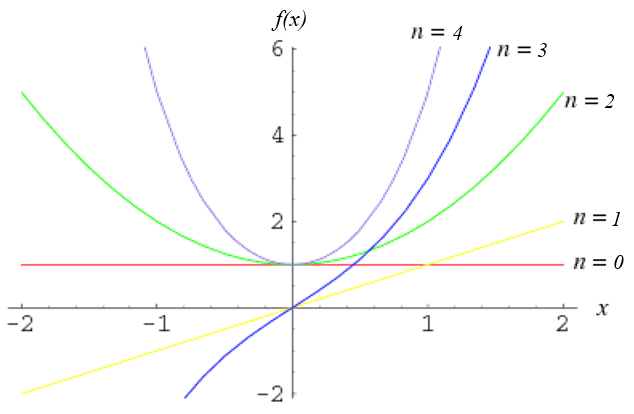 f(x)
n = 4
6
n = 3
n = 2
4
2
n = 1
n = 0
-2 -1 1 2 x
-2